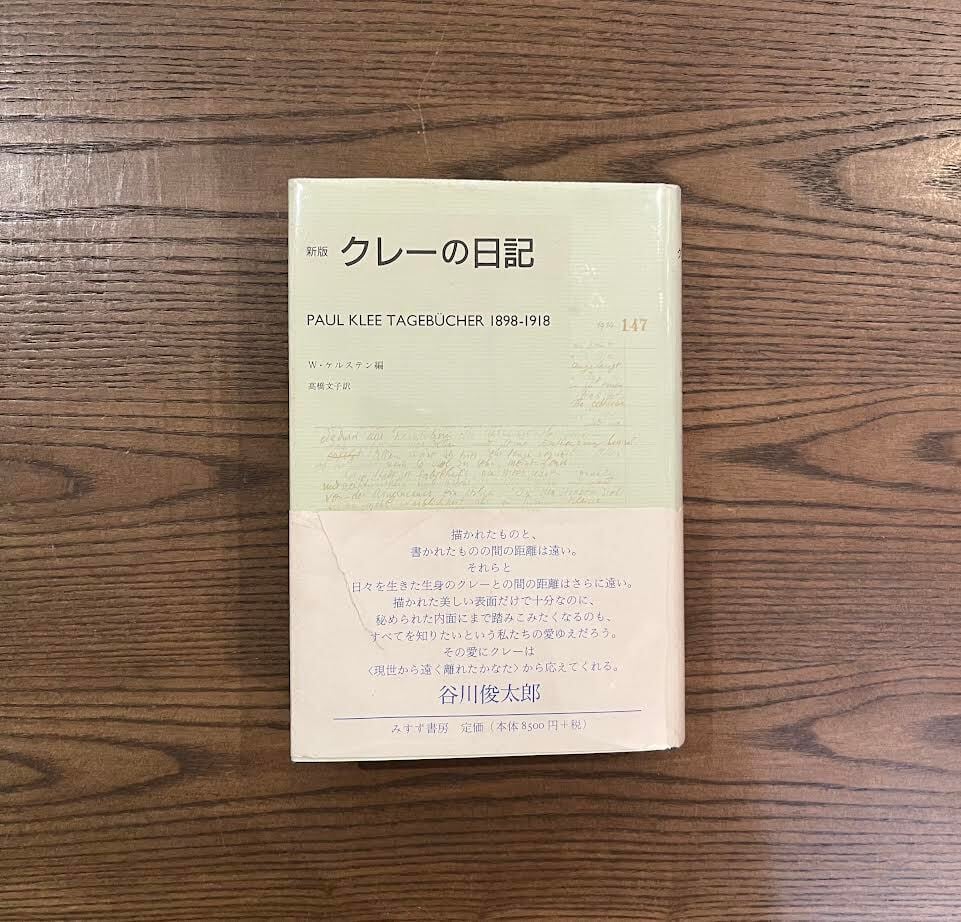 新版 クレーの日記
PAUL KLEE TAGEBÜCHER 1898-1918
147
W・ケルステン編
高橋文子訳
描かれたものと、
書かれたものの間の距離は遠い。
それらと
日々を生きた生身のクレーとの間の距離はさらに遠い。
描かれた美しい表面だけで十分なのに、
秘められた内面にまで踏みこみたくなるのも、
すべてを知りたいという私たちの愛ゆえだろう。
その愛にクレーは
〈現世から遠く離れたかなた〉から応えてくれる。
谷川俊太郎
みすず書房 定価（本体8500円＋税）